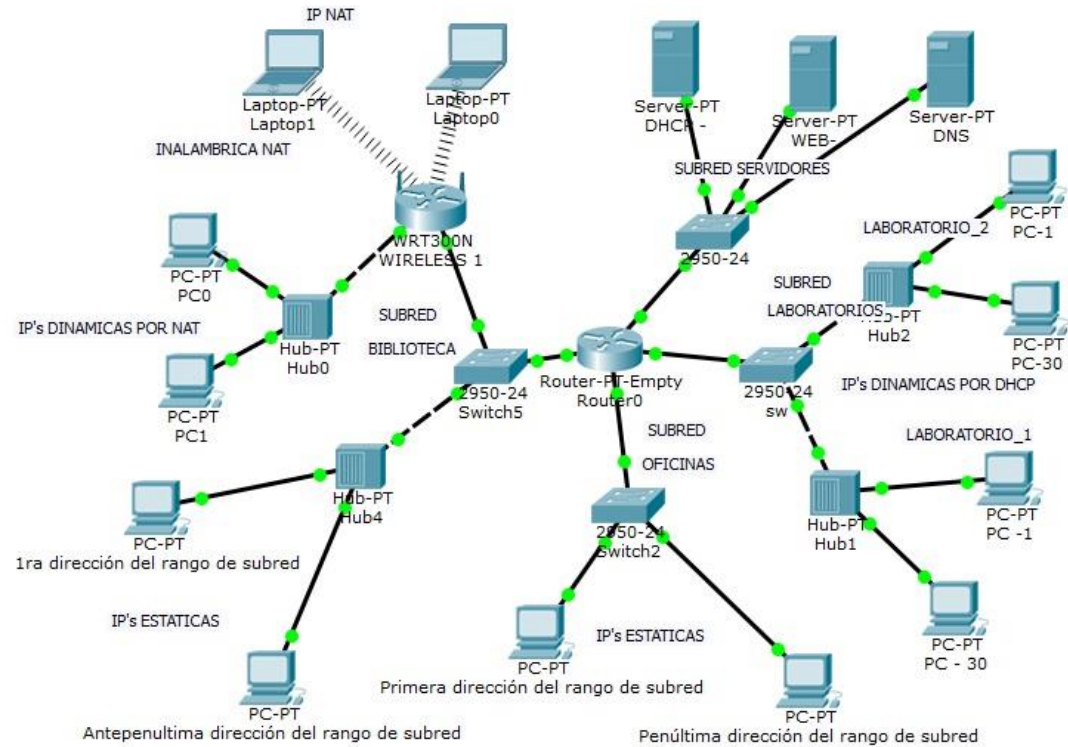 IP NAT
Laptop-PT
Laptop1
Laptop-PT
Laptop0
INALAMBRICA NAT
WRT300N
WIRELESS 1
Server-PT
DHCP -
Server-PT
WEB-
Server-PT
DNS
SUBRED SERVIDORES
2950-24
PC-PT
PC0
IP's DINAMICAS POR NAT
PC-PT
PC1
Hub-PT
Hub0
SUBRED
BIBLIOTECA
2950-24
Switch5
Router-PT-Empty
Router0
LABORATORIO_2
PC-PT
PC-1
SUBRED
LABORATORIOS
Hub-PT
Hub2
PC-PT
PC-30
2950-24
sw
IP's DINAMICAS POR DHCP
LABORATORIO_1
PC-PT
PC -1
Hub-PT
Hub1
PC-PT
PC - 30
SUBRED
OFICINAS
2950-24
Switch2
Hub-PT
Hub4
PC-PT
1ra dirección del rango de subred
IP's ESTATICAS
PC-PT
Antepenultima dirección del rango de subred
PC-PT
Primera dirección del rango de subred
IP's ESTATICAS
PC-PT
Penúltima dirección del rango de subred